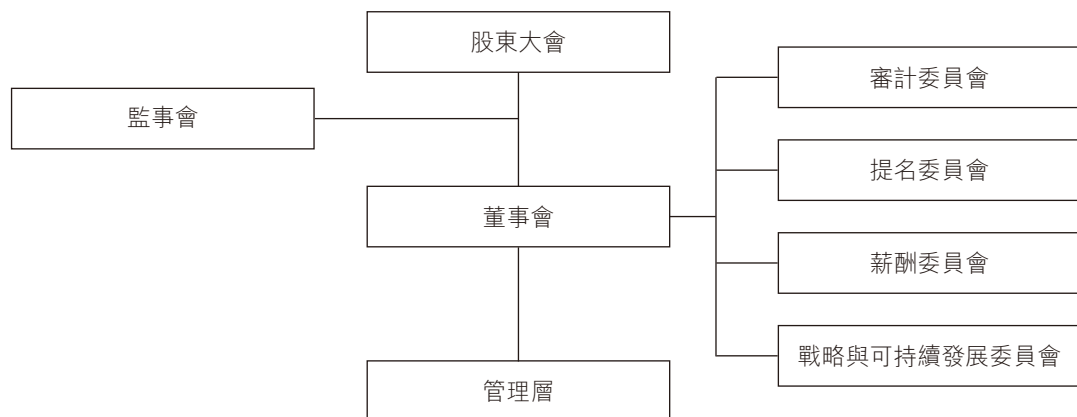 股東大會
監事會
董事會
管理層
審計委員會
提名委員會
薪酬委員會
戰略與可持續發展委員會